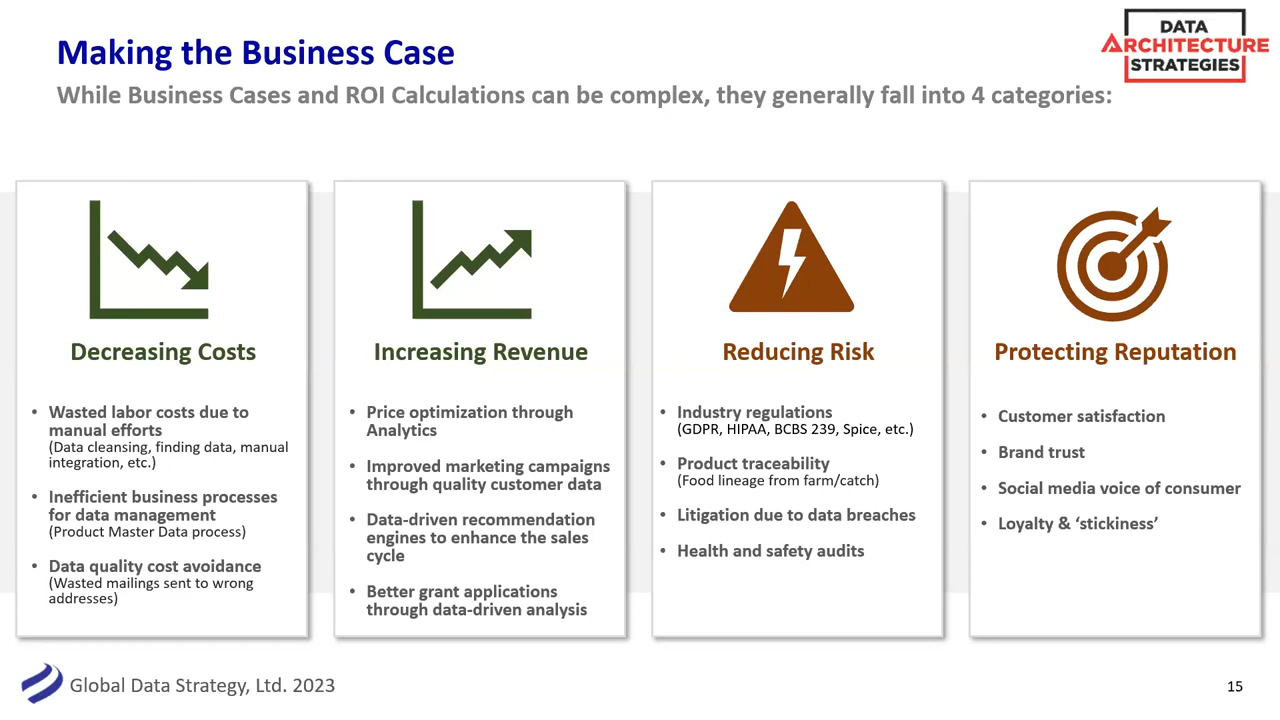 Making the Business Case
While Business Cases and ROI Calculations can be complex, they generally fall into 4 categories:
DATA
ARCHITECTURE
STRATEGIES
Decreasing Costs
• Wasted labor costs due to
manual efforts
(Data cleansing, finding data, manual
integration, etc.)
• Inefficient business processes
for data management
(Product Master Data process)
• Data quality cost avoidance
(Wasted mailings sent to wrong
addresses)
Increasing Revenue
• Price optimization through
Analytics
• Improved marketing campaigns
through quality customer data
• Data-driven recommendation
engines to enhance the sales
cycle
• Better grant applications
through data-driven analysis
Reducing Risk
• Industry regulations
(GDPR, HIPAA, BCBS 239, Spice, etc.)
• Product traceability
(Food lineage from farm/catch)
• Litigation due to data breaches
• Health and safety audits
Protecting Reputation
• Customer satisfaction
• Brand trust
• Social media voice of consumer
• Loyalty & ‘stickiness’
Global Data Strategy, Ltd. 2023
15